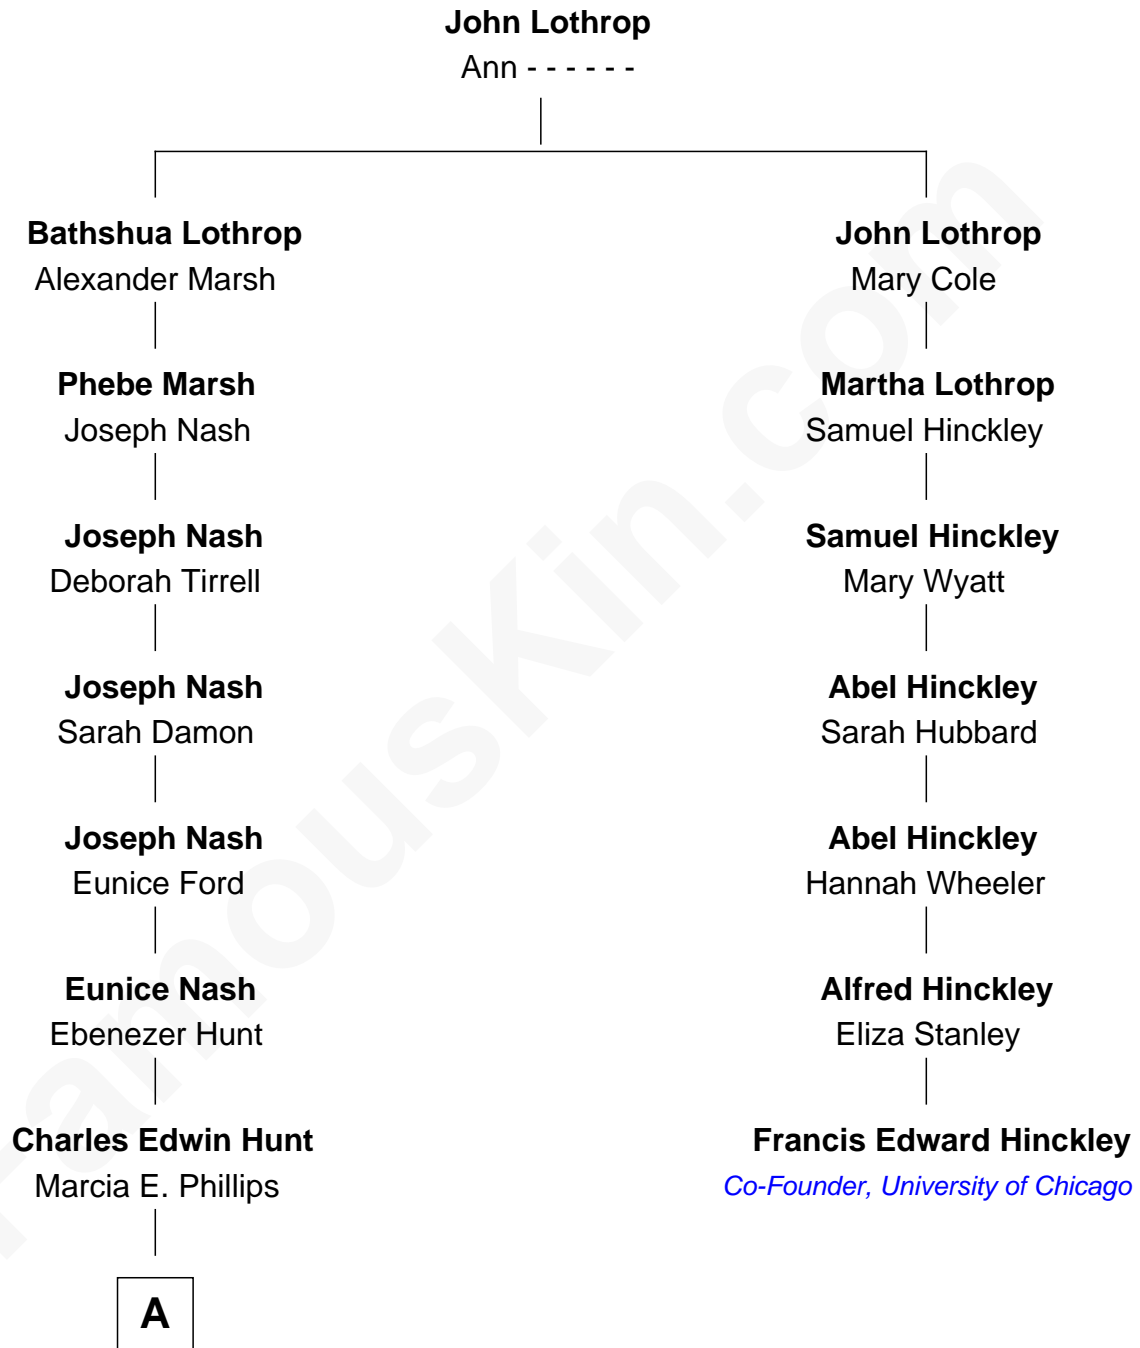 John Lothrop
Ann - - - - - -
Bathshua Lothrop
Alexander Marsh
John Lothrop
Mary Cole
Phebe Marsh
Joseph Nash
Martha Lothrop
Samuel Hinckley
Joseph Nash
Deborah Tirrell
Samuel Hinckley
Mary Wyatt
Joseph Nash
Sarah Damon
Abel Hinckley
Sarah Hubbard
Joseph Nash
Eunice Ford
Abel Hinckley
Hannah Wheeler
Eunice Nash
Ebenezer Hunt
Alfred Hinckley
Eliza Stanley
Charles Edwin Hunt
Marcia E. Phillips
Francis Edward Hinckley
Co-Founder, University of Chicago
A
FamousKin.com